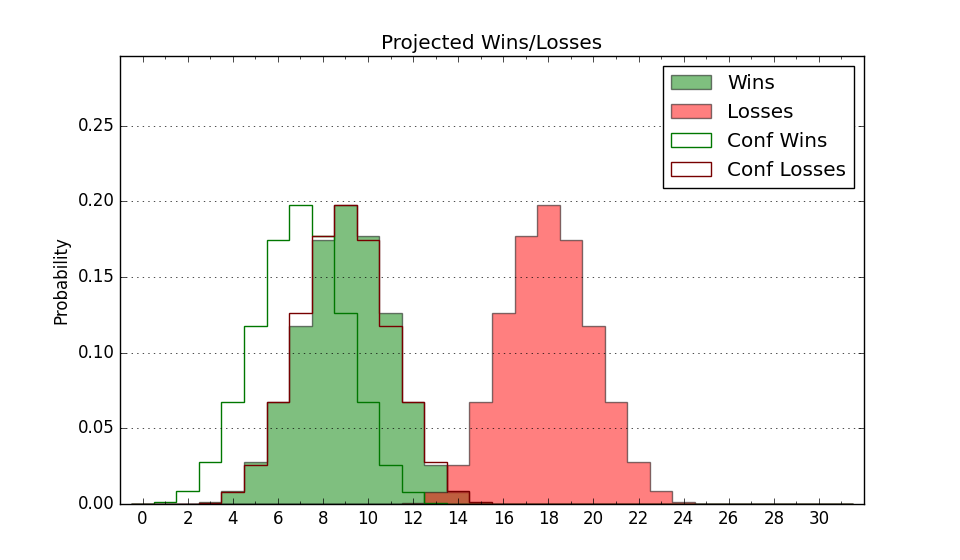 Projected Wins/Losses
Wins
Losses
Conf Wins
Conf Losses
Probability
0.25
0.20
0.15
0.10
0.05
0.00
0 2 4 6 8 10 12 14 16 18 20 22 24 26 28 30